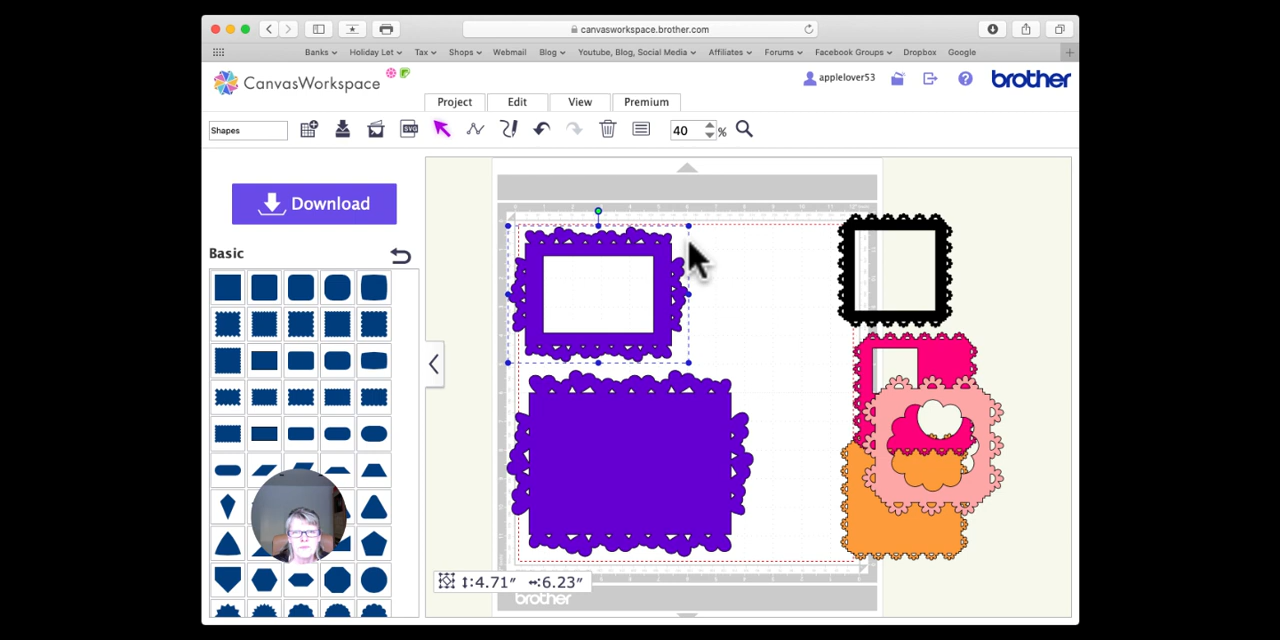 canvasworkspace.brother.com
Banks Holiday Let Tax Shops Webmail Blog Youtube, Blog, Social Media Affiliates Forums Facebook Groups Dropbox Google
CanvasWorkspace
applelover53
brother
Project Edit View Premium
Shapes
SVG
40 %
Download
Basic
4.71" 6.23"
brother